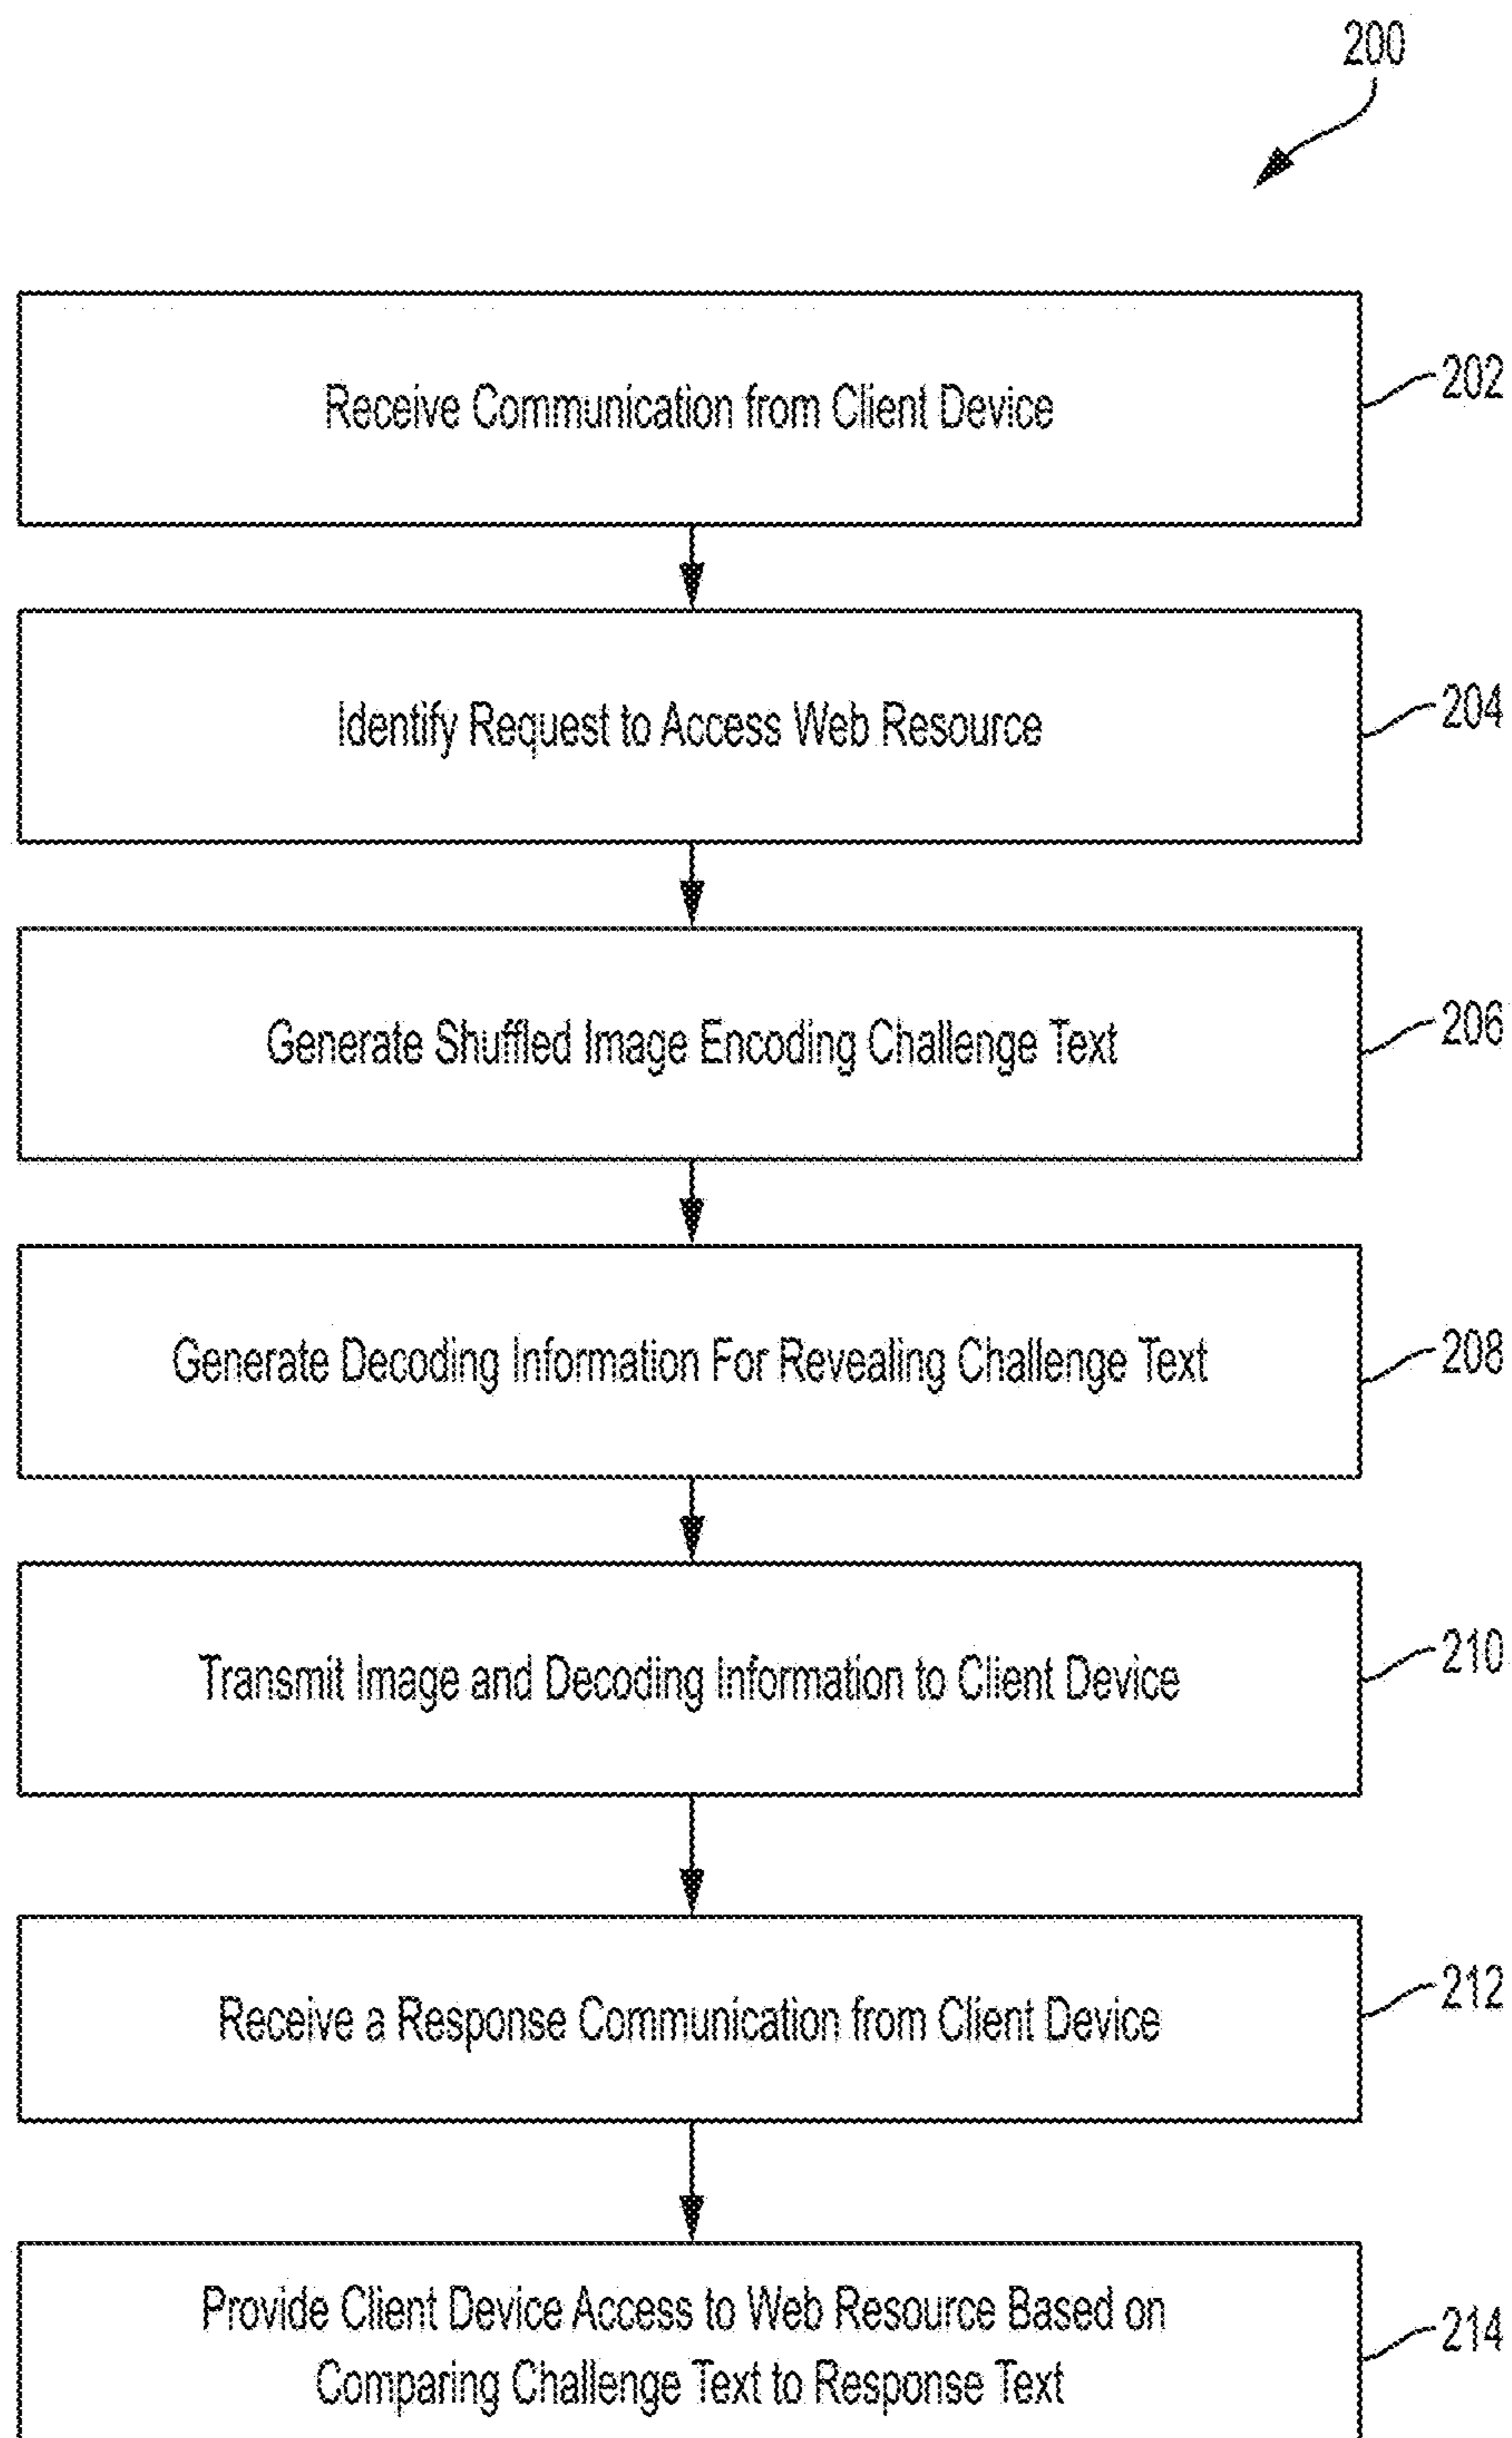 200
Receive Communication from Client Device
202
Identify Request to Access Web Resource
204
Generate Shuffled Image Encoding Challenge Text
206
Generate Decoding Information For Revealing Challenge Text
208
Transmit Image and Decoding Information to Client Device
210
Receive a Response Communication from Client Device
212
Provide Client Device Access to Web Resource Based on
Comparing Challenge Text to Response Text
214